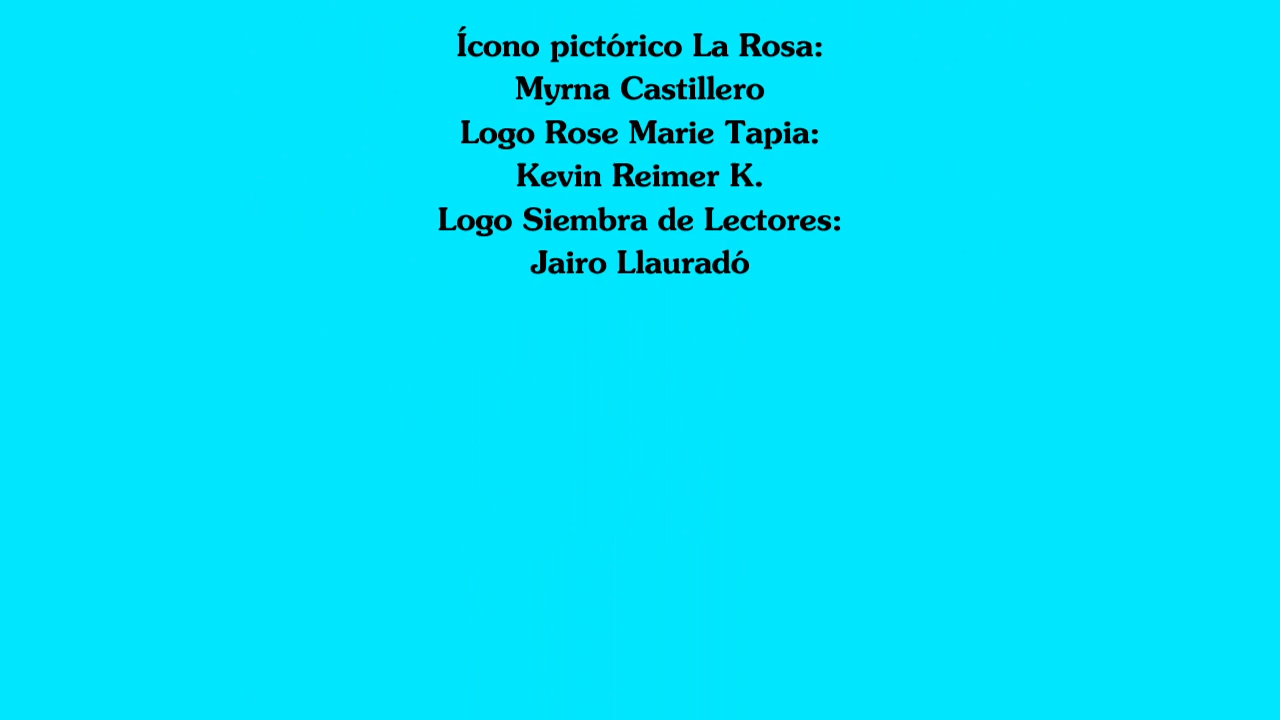 Ícono pictórico La Rosa:
Myrna Castillero
Logo Rose Marie Tapia:
Kevin Reimer K.
Logo Siembra de Lectores:
Jairo Llauradó